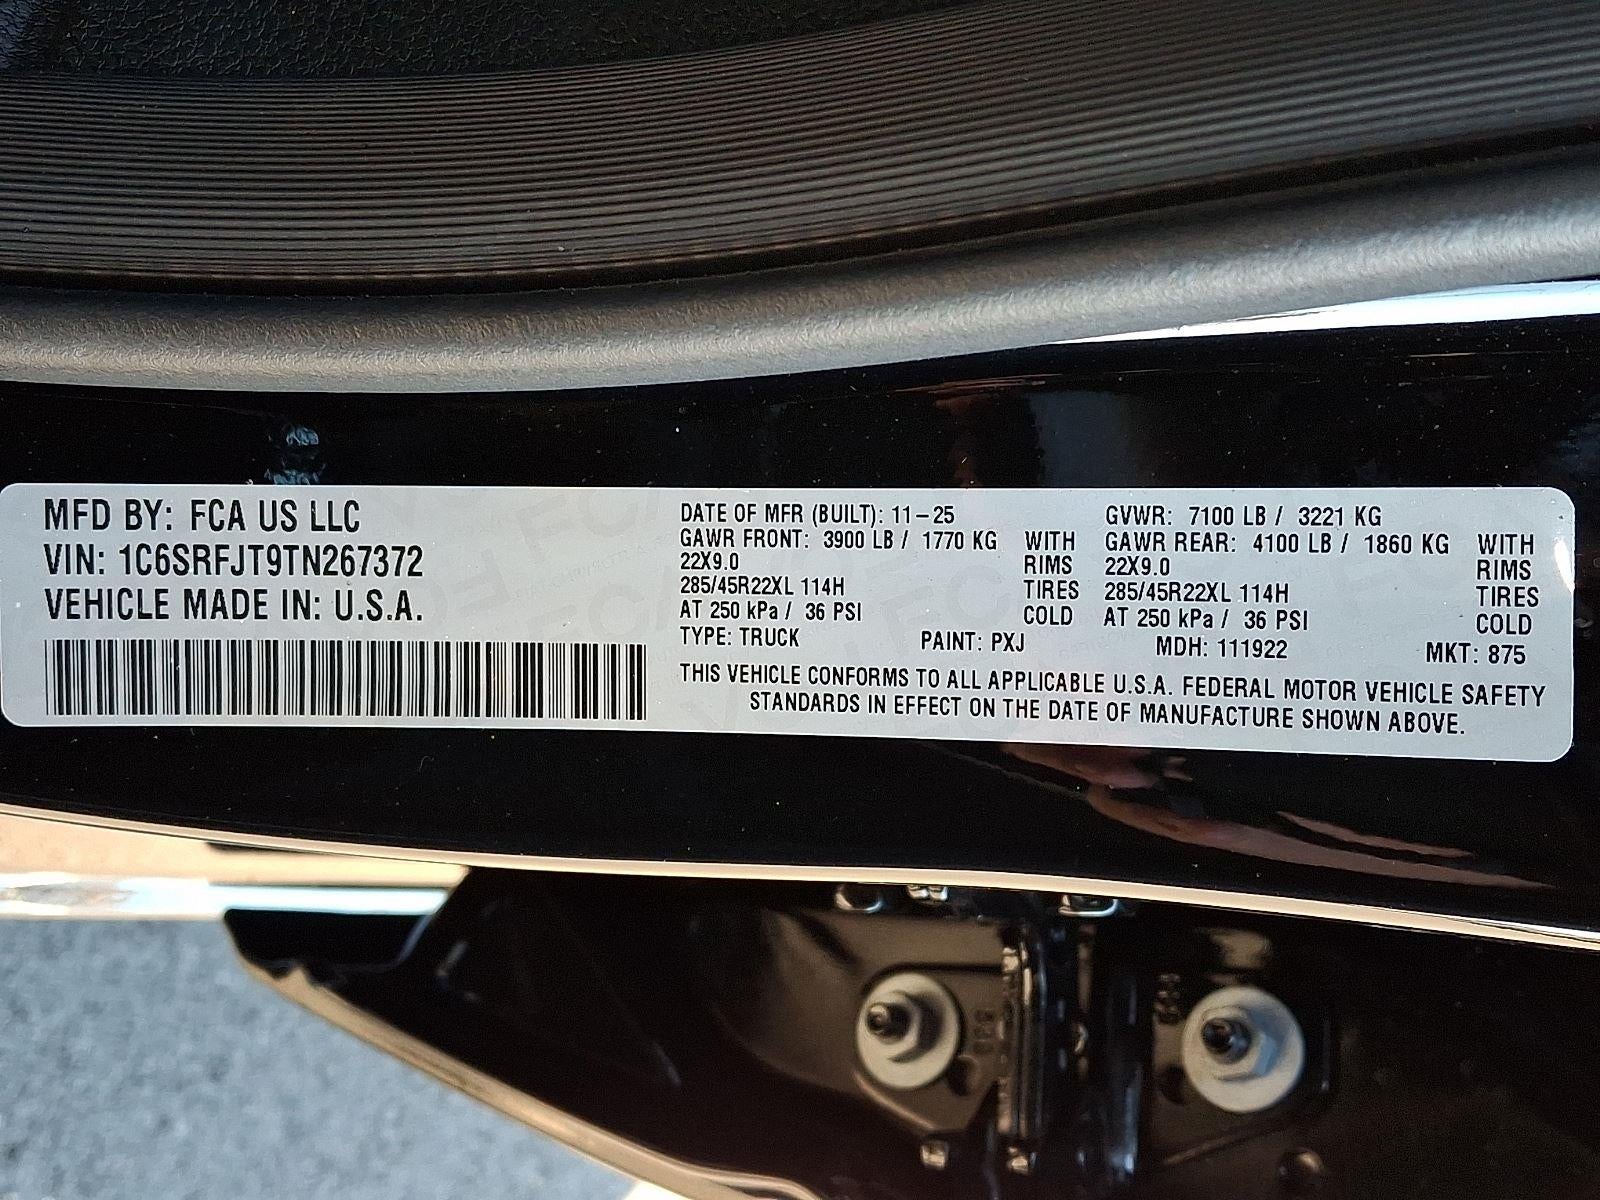 MFD BY: FCA US LLC
VIN: 1C6SRFJT9TN267372
VEHICLE MADE IN: U.S.A.
DATE OF MFR (BUILT): 11-25
GAWR FRONT: 3900 LB / 1770 KG WITH
22X9.0 RIMS
285/45R22XL 114H TIRES
AT 250 kPa / 36 PSI COLD
GVWR: 7100 LB / 3221 KG
GAWR REAR: 4100 LB / 1860 KG WITH
22X9.0 RIMS
285/45R22XL 114H TIRES
AT 250 kPa / 36 PSI COLD
TYPE: TRUCK PAINT: PXJ MDH: 111922 MKT: 875
THIS VEHICLE CONFORMS TO ALL APPLICABLE U.S.A. FEDERAL MOTOR VEHICLE SAFETY
STANDARDS IN EFFECT ON THE DATE OF MANUFACTURE SHOWN ABOVE.